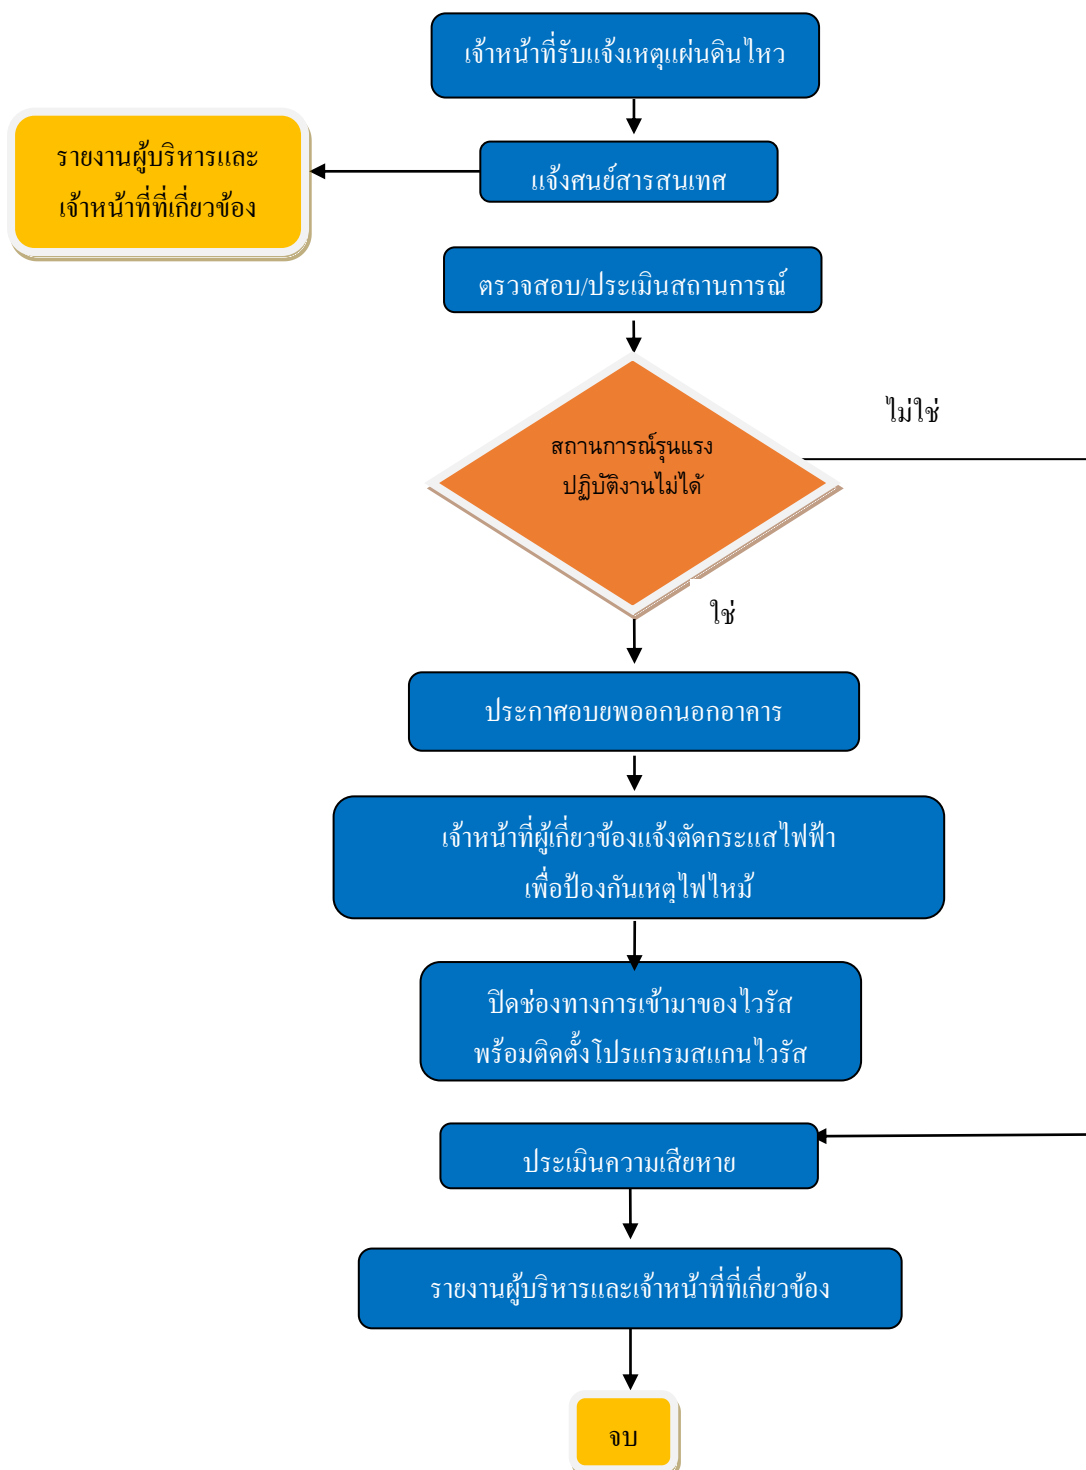 เจ้าหน้าที่รับแจ้งเหตุแผ่นดินไหว
รายงานผู้บริหารและ
เจ้าหน้าที่ที่เกี่ยวข้อง
แจ้งศนย์สารสนเทศ
ตรวจสอบ/ประเมินสถานการณ์
ไม่ใช่
สถานการณ์รุนแรง
ปฏิบัติงานไม่ได้
ใช่
ประกาศอบยพออกนอกอาคาร
เจ้าหน้าที่ผู้เกี่ยวข้องแจ้งตัดกระแสไฟฟ้า
เพื่อป้องกันเหตุไฟไหม้
ปิดช่องทางการเข้ามาของไวรัส
พร้อมติดตั้งโปรแกรมสแกนไวรัส
ประเมินความเสียหาย
รายงานผู้บริหารและเจ้าหน้าที่ที่เกี่ยวข้อง
จบ